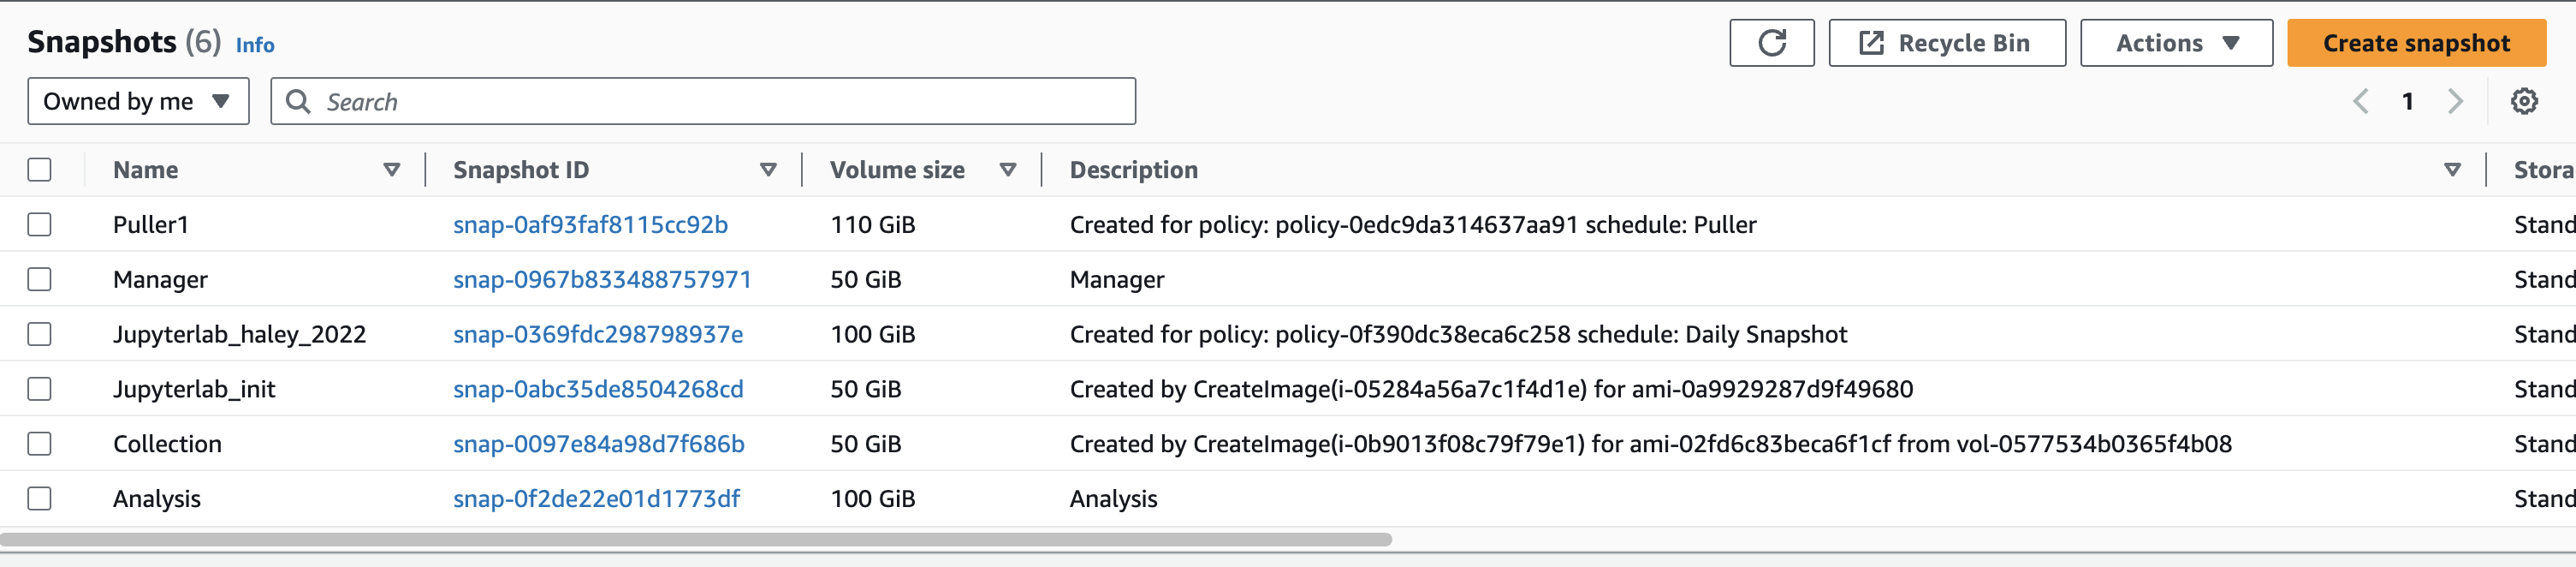 Snapshots (6) Info
Recycle Bin
Actions
Create snapshot
Owned by me
Search
1
Name Snapshot ID Volume size Description Stora
Puller1 snap-0af93faf8115cc92b 110 GiB Created for policy: policy-0edc9da314637aa91 schedule: Puller Stand
Manager snap-0967b833488757971 50 GiB Manager Stand
Jupyterlab_haley_2022 snap-0369fdc298798937e 100 GiB Created for policy: policy-0f390dc38eca6c258 schedule: Daily Snapshot Stand
Jupyterlab_init snap-0abc35de8504268cd 50 GiB Created by CreateImage(i-05284a56a7c1f4d1e) for ami-0a9929287d9f49680 Stand
Collection snap-0097e84a98d7f686b 50 GiB Created by CreateImage(i-0b9013f08c79f79e1) for ami-02fd6c83beca6f1cf from vol-0577534b0365f4b08 Stand
Analysis snap-0f2de22e01d1773df 100 GiB Analysis Stand